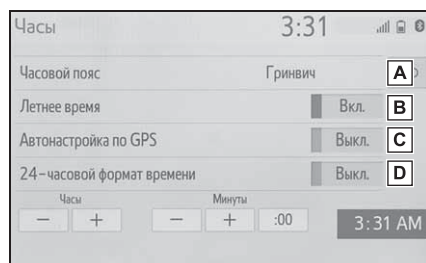 Часы 3:31
Часовой пояс Гринвич A
Летнее время Вкл. B
Автонастройка по GPS Выкл. C
24-часовой формат времени Выкл. D
Часы Минуты
− + − + :00 3:31 AM